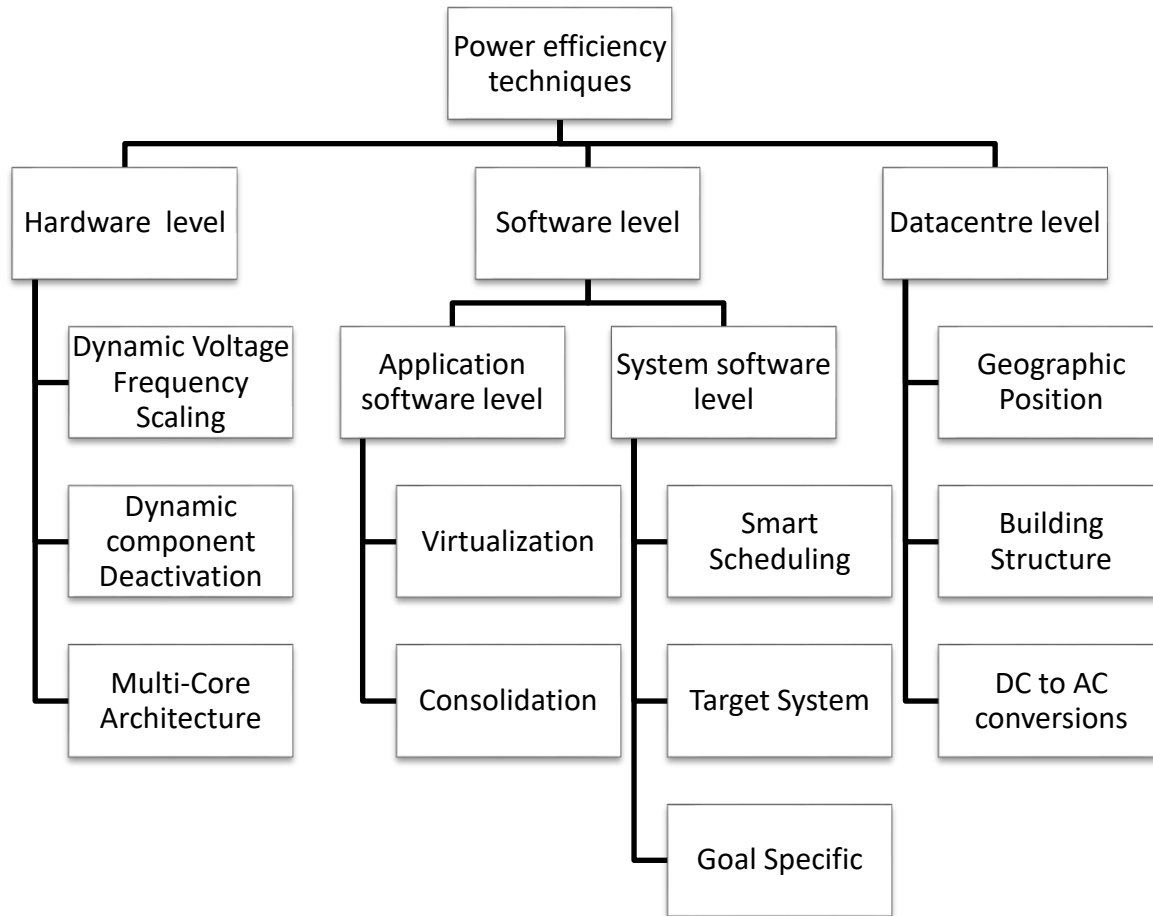 Power efficiency
techniques
Hardware  level
Software level
Datacentre level
Dynamic Voltage
Frequency
Scaling
Dynamic
component
Deactivation
Multi-Core
Architecture
Application
software level
Virtualization
Consolidation
System software
level
Smart
Scheduling
Target System
Goal Specific
Geographic
Position
Building
Structure
DC to AC
conversions